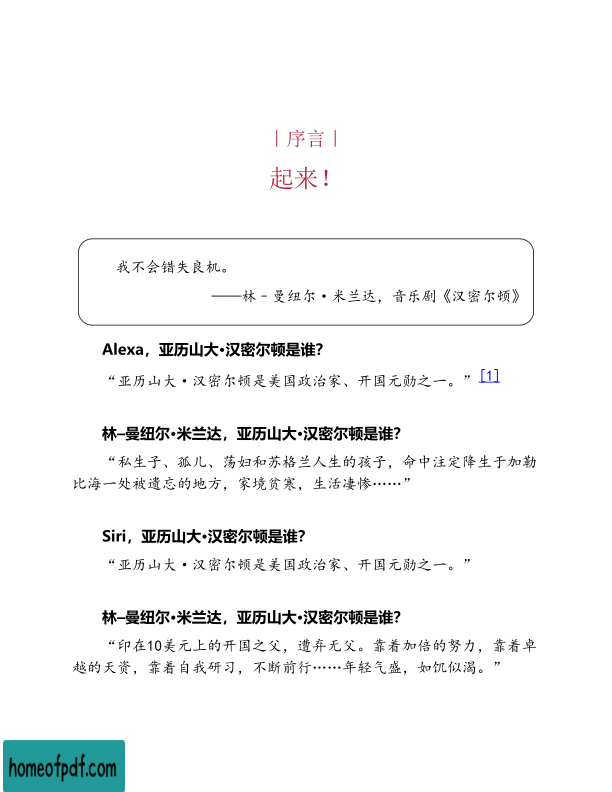 ｜序言｜
起来！
我不会错失良机。
——林–曼纽尔·米兰达，音乐剧《汉密尔顿》
Alexa，亚历山大·汉密尔顿是谁？
“亚历山大·汉密尔顿是美国政治家、开国元勋之一。”[1]
林–曼纽尔·米兰达，亚历山大·汉密尔顿是谁？
“私生子、孤儿、荡妇和苏格兰人生的孩子，命中注定降生于加勒
比海一处被遗忘的地方，家境贫寒，生活凄惨……”
Siri，亚历山大·汉密尔顿是谁？
“亚历山大·汉密尔顿是美国政治家、开国元勋之一。”
林–曼纽尔·米兰达，亚历山大·汉密尔顿是谁？
“印在10美元上的开国之父，遭弃无父。靠着加倍的努力，靠着卓
越的天资，靠着自我研习，不断前行……年轻气盛，如饥似渴。”
homeofpdf.com